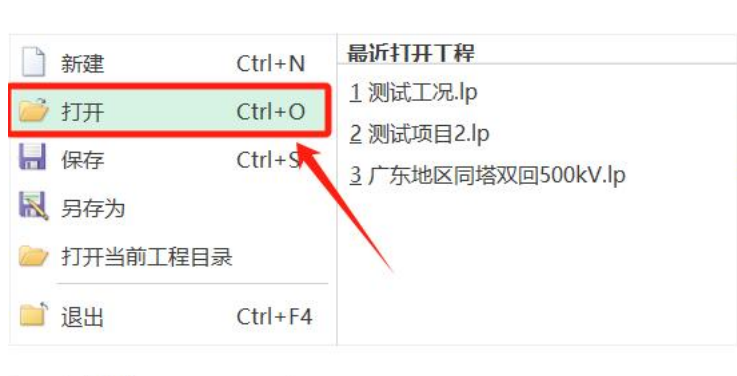 新建 Ctrl+N
打开 Ctrl+O
保存 Ctrl+S
另存为
打开当前工程目录
退出 Ctrl+F4
最近打开工程
1 测试工况.lp
2 测试项目2.lp
3 广东地区同塔双回500kV.lp